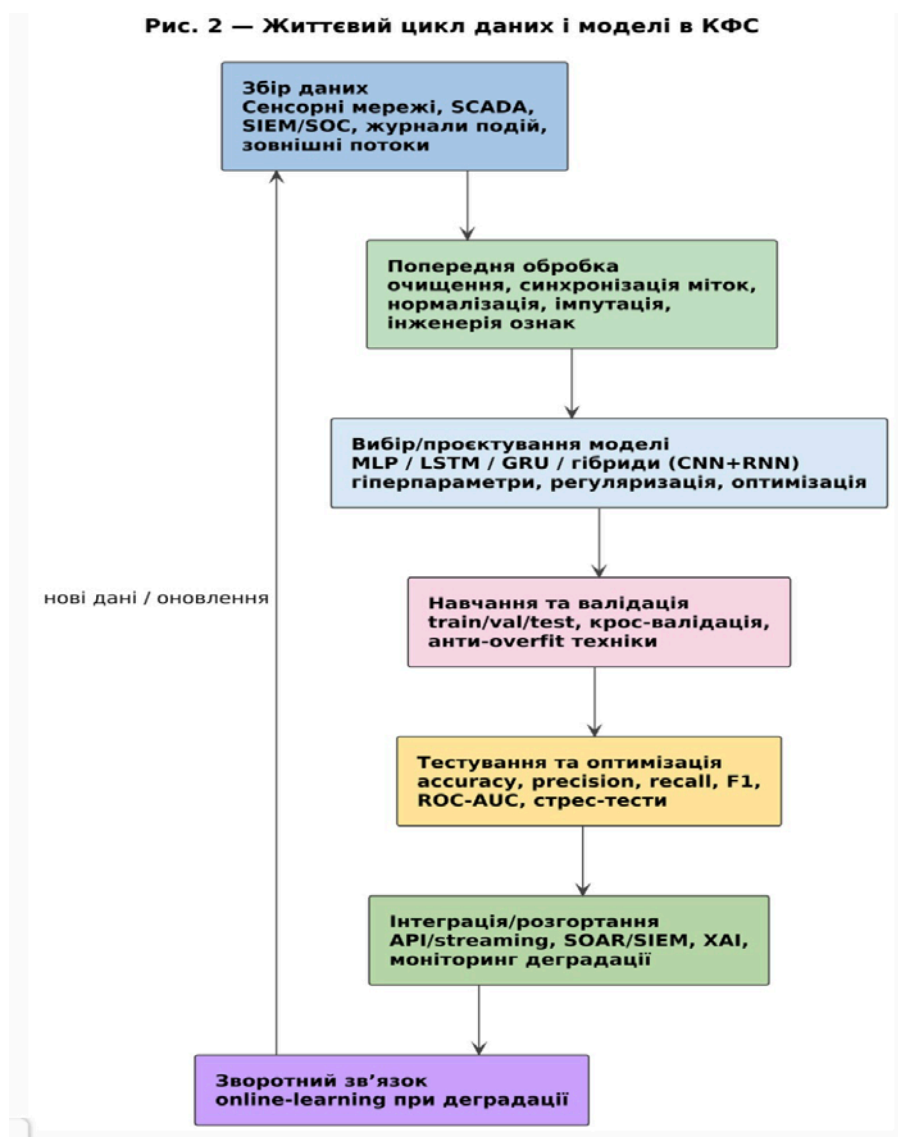 Рис. 2 — Життєвий цикл даних і моделі в КФС
Збір даних
Сенсорні мережі, SCADA,
SIEM/SOC, журнали подій,
зовнішні потоки
Попередня обробка
очищення, синхронізація міток,
нормалізація, імпутація,
інженерія ознак
Вибір/проєктування моделі
MLP / LSTM / GRU / гібриди (CNN+RNN)
гіперпараметри, регуляризація, оптимізація
нові дані / оновлення
Навчання та валідація
train/val/test, крос-валідація,
анти-overfit техніки
Тестування та оптимізація
accuracy, precision, recall, F1,
ROC-AUC, стрес-тести
Інтеграція/розгортання
API/streaming, SOAR/SIEM, XAI,
моніторинг деградації
Зворотний зв’язок
online-learning при деградації